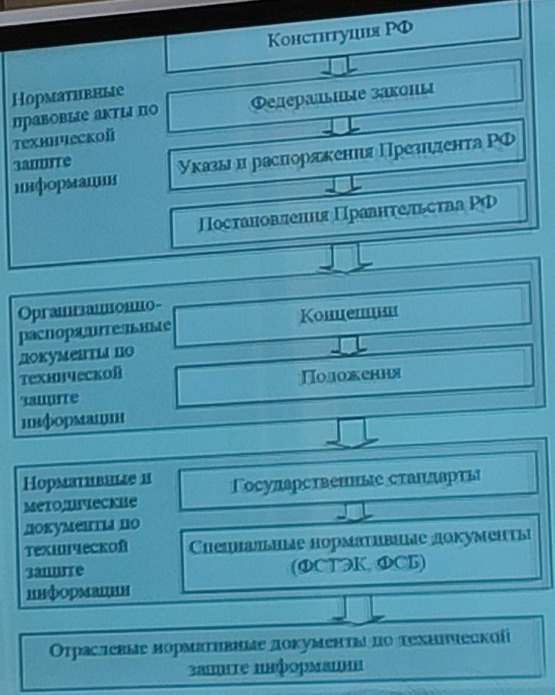 Конституция РФ
Нормативные
правовые акты по
технической
защите
информации
Федеральные законы
Указы и распоряжения Президента РФ
Постановления Правительства РФ
Организационно-
распорядительные
документы по
технической
защите
информации
Концепции
Положения
Нормативные и
методические
документы по
технической
защите
информации
Государственные стандарты
Специальные нормативные документы
(ФСТЭК, ФСБ)
Отраслевые нормативные документы по технической
защите информации